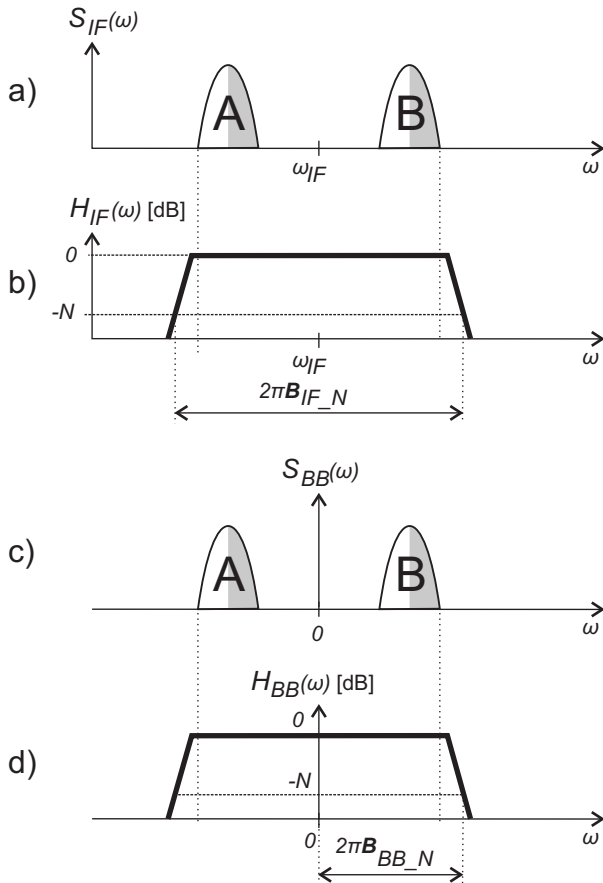 S_IF(ω)
a)
A
B
ω_IF
ω
H_IF(ω) [dB]
0
b)
-N
ω_IF
ω
2πB_IF_N
S_BB(ω)
c)
A
B
0
ω
H_BB(ω) [dB]
0
d)
-N
0
2πB_BB_N
ω